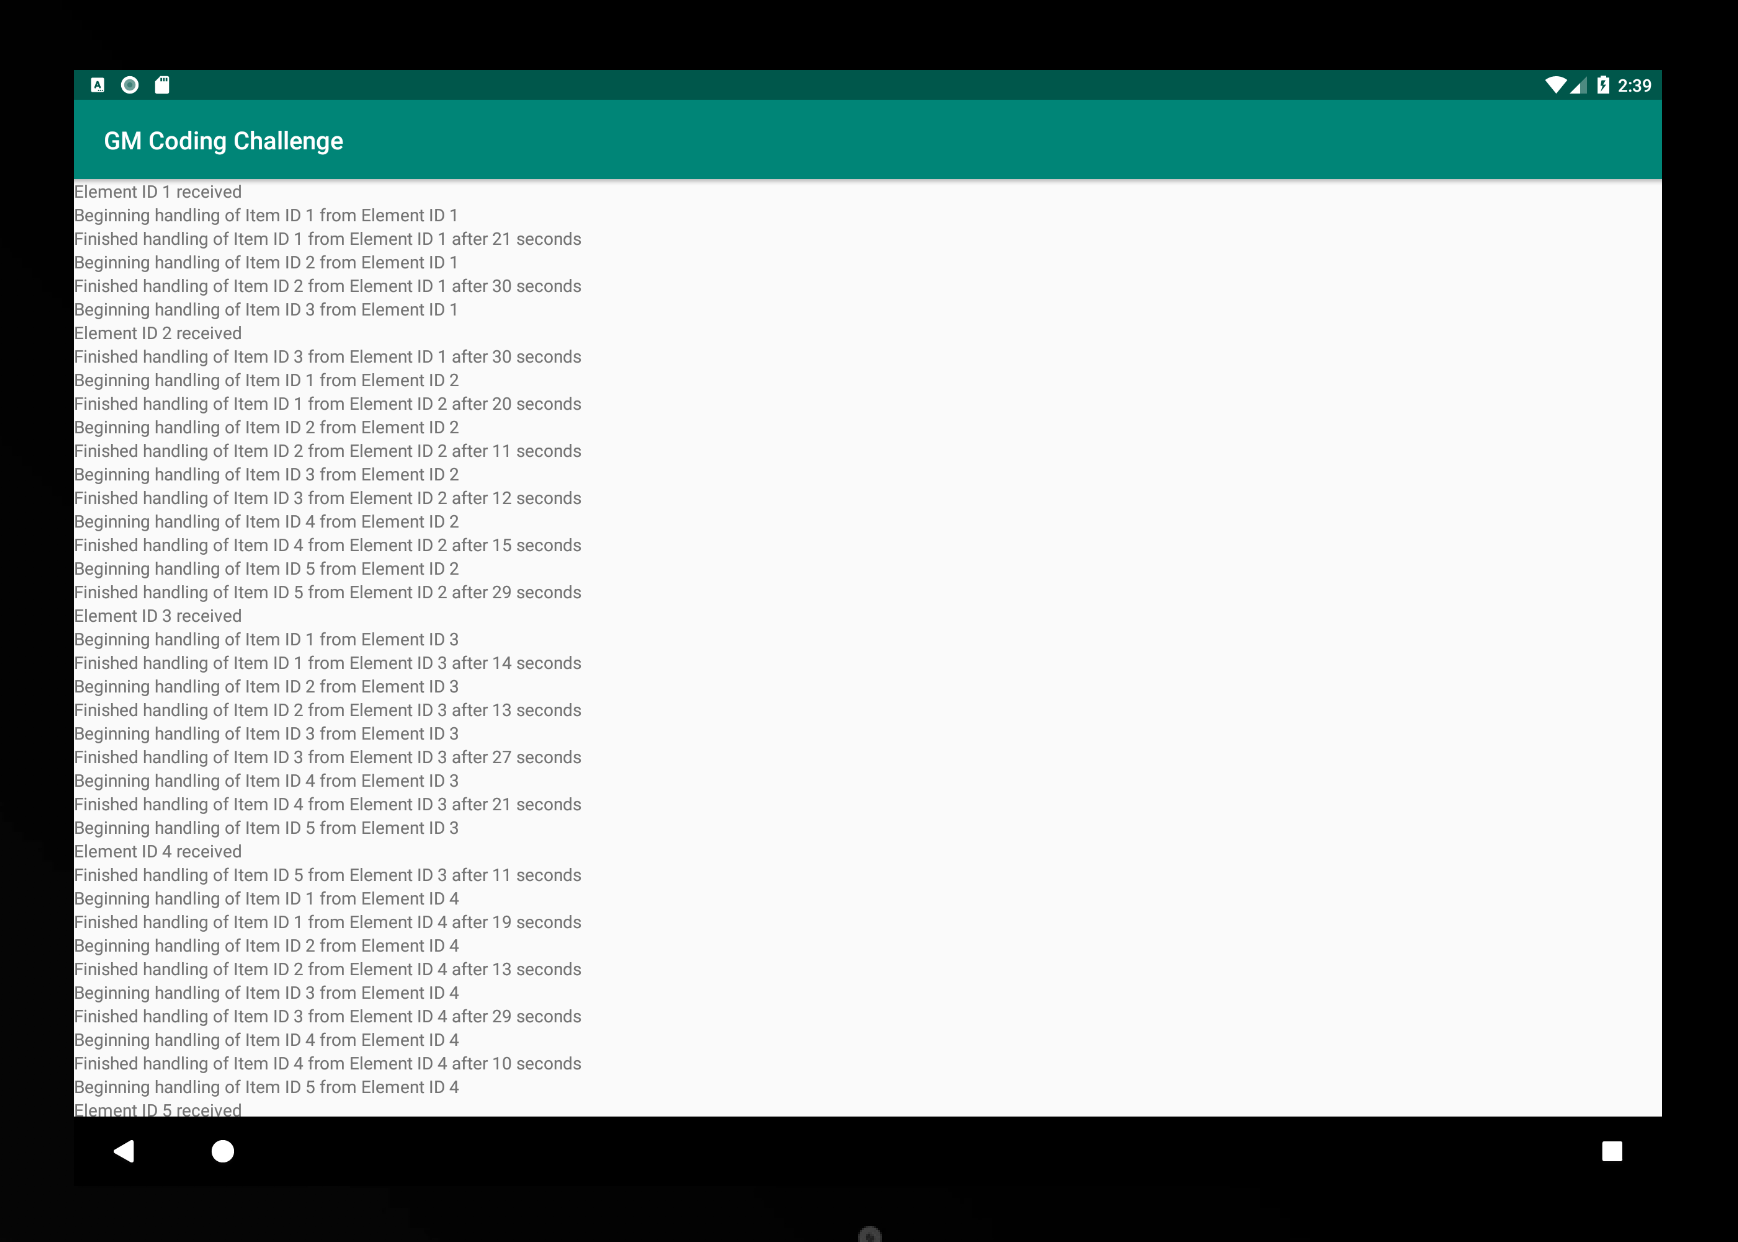 2:39
GM Coding Challenge
Element ID 1 received
Beginning handling of Item ID 1 from Element ID 1
Finished handling of Item ID 1 from Element ID 1 after 21 seconds
Beginning handling of Item ID 2 from Element ID 1
Finished handling of Item ID 2 from Element ID 1 after 30 seconds
Beginning handling of Item ID 3 from Element ID 1
Element ID 2 received
Finished handling of Item ID 3 from Element ID 1 after 30 seconds
Beginning handling of Item ID 1 from Element ID 2
Finished handling of Item ID 1 from Element ID 2 after 20 seconds
Beginning handling of Item ID 2 from Element ID 2
Finished handling of Item ID 2 from Element ID 2 after 11 seconds
Beginning handling of Item ID 3 from Element ID 2
Finished handling of Item ID 3 from Element ID 2 after 12 seconds
Beginning handling of Item ID 4 from Element ID 2
Finished handling of Item ID 4 from Element ID 2 after 15 seconds
Beginning handling of Item ID 5 from Element ID 2
Finished handling of Item ID 5 from Element ID 2 after 29 seconds
Element ID 3 received
Beginning handling of Item ID 1 from Element ID 3
Finished handling of Item ID 1 from Element ID 3 after 14 seconds
Beginning handling of Item ID 2 from Element ID 3
Finished handling of Item ID 2 from Element ID 3 after 13 seconds
Beginning handling of Item ID 3 from Element ID 3
Finished handling of Item ID 3 from Element ID 3 after 27 seconds
Beginning handling of Item ID 4 from Element ID 3
Finished handling of Item ID 4 from Element ID 3 after 21 seconds
Beginning handling of Item ID 5 from Element ID 3
Element ID 4 received
Finished handling of Item ID 5 from Element ID 3 after 11 seconds
Beginning handling of Item ID 1 from Element ID 4
Finished handling of Item ID 1 from Element ID 4 after 19 seconds
Beginning handling of Item ID 2 from Element ID 4
Finished handling of Item ID 2 from Element ID 4 after 13 seconds
Beginning handling of Item ID 3 from Element ID 4
Finished handling of Item ID 3 from Element ID 4 after 29 seconds
Beginning handling of Item ID 4 from Element ID 4
Finished handling of Item ID 4 from Element ID 4 after 10 seconds
Beginning handling of Item ID 5 from Element ID 4
Element ID 5 received